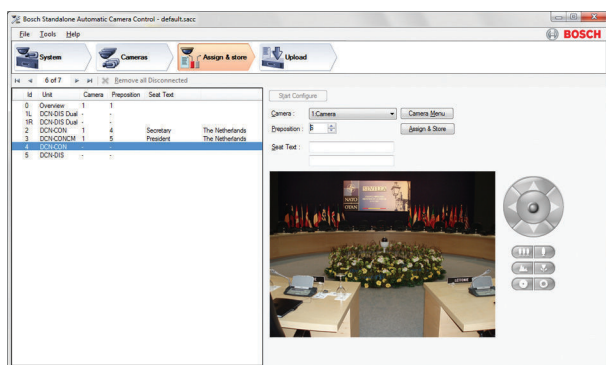 Bosch Standalone Automatic Camera Control - default.sacc
File Tools Help
BOSCH
System Cameras Assign & store Upload
6 of 7 Remove all Disconnected
Id Unit Camera Preposition Seat Text
0 Overview 1 1
1L DCN-DIS Dual - -
1R DCN-DIS Dual - -
2 DCN-CON 1 4 Secretary The Netherlands
3 DCN-CONCM 1 5 President The Netherlands
4 DCN-CON - -
5 DCN-DIS - -
Start Configure
Camera : 1:Camera Camera Menu
Preposition : 6 Assign & Store
Seat Text :
NATO
OTAN